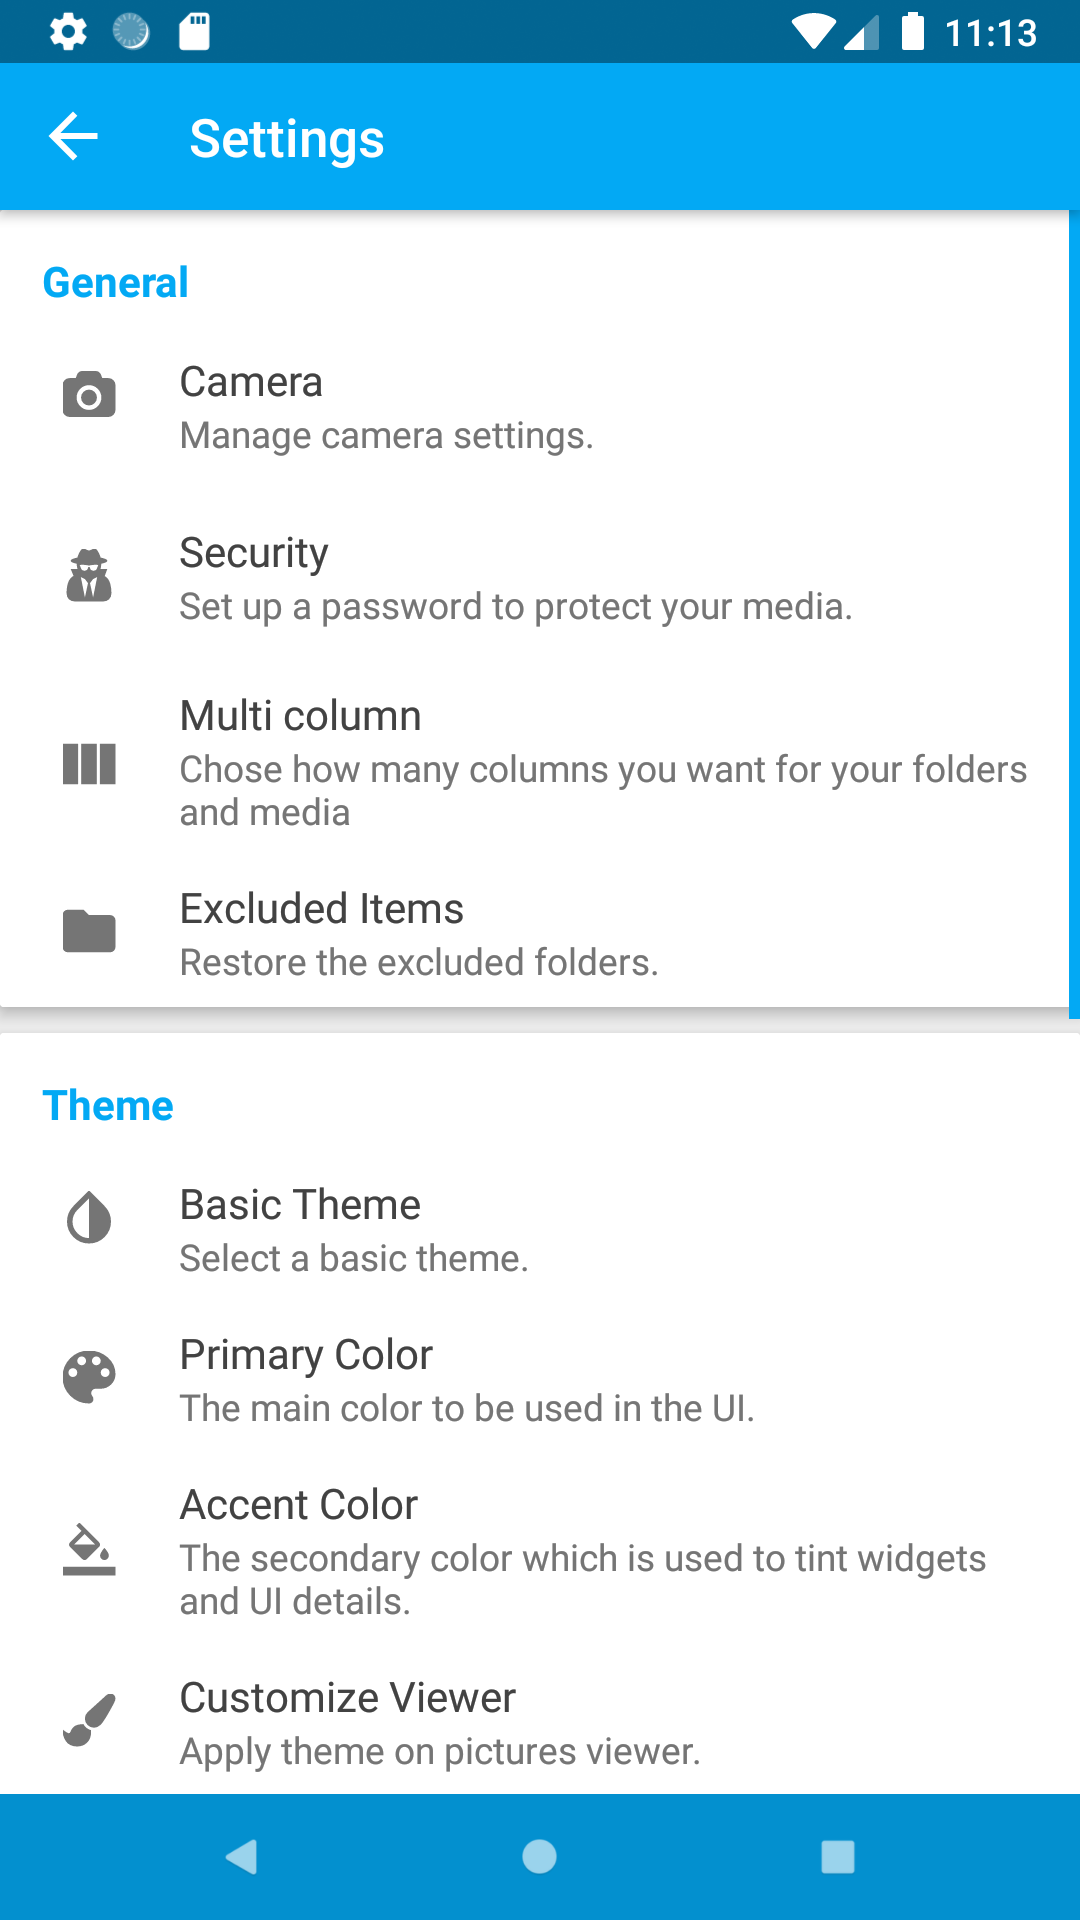 11:13
Settings
General
Camera
Manage camera settings.
Security
Set up a password to protect your media.
Multi column
Chose how many columns you want for your folders
and media
Excluded Items
Restore the excluded folders.
Theme
Basic Theme
Select a basic theme.
Primary Color
The main color to be used in the UI.
Accent Color
The secondary color which is used to tint widgets
and UI details.
Customize Viewer
Apply theme on pictures viewer.